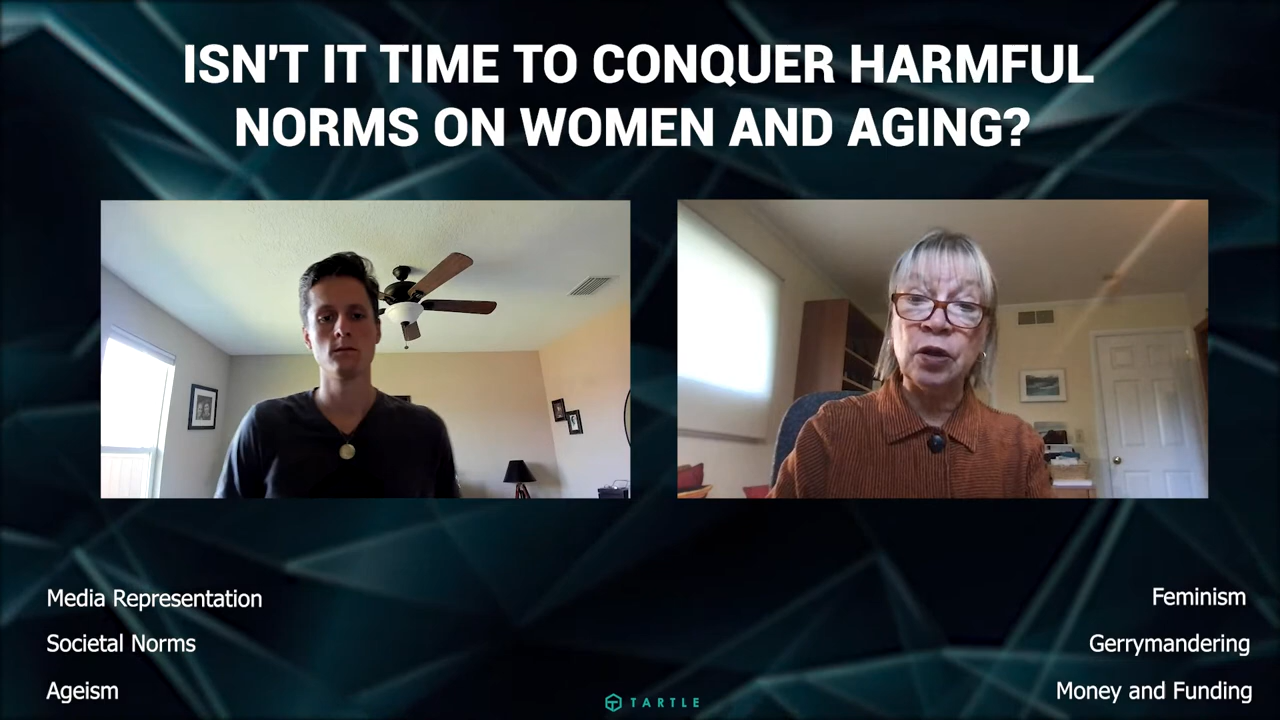 ISN'T IT TIME TO CONQUER HARMFUL
NORMS ON WOMEN AND AGING?
Media Representation
Societal Norms
Ageism
Feminism
Gerrymandering
Money and Funding
TARTLE